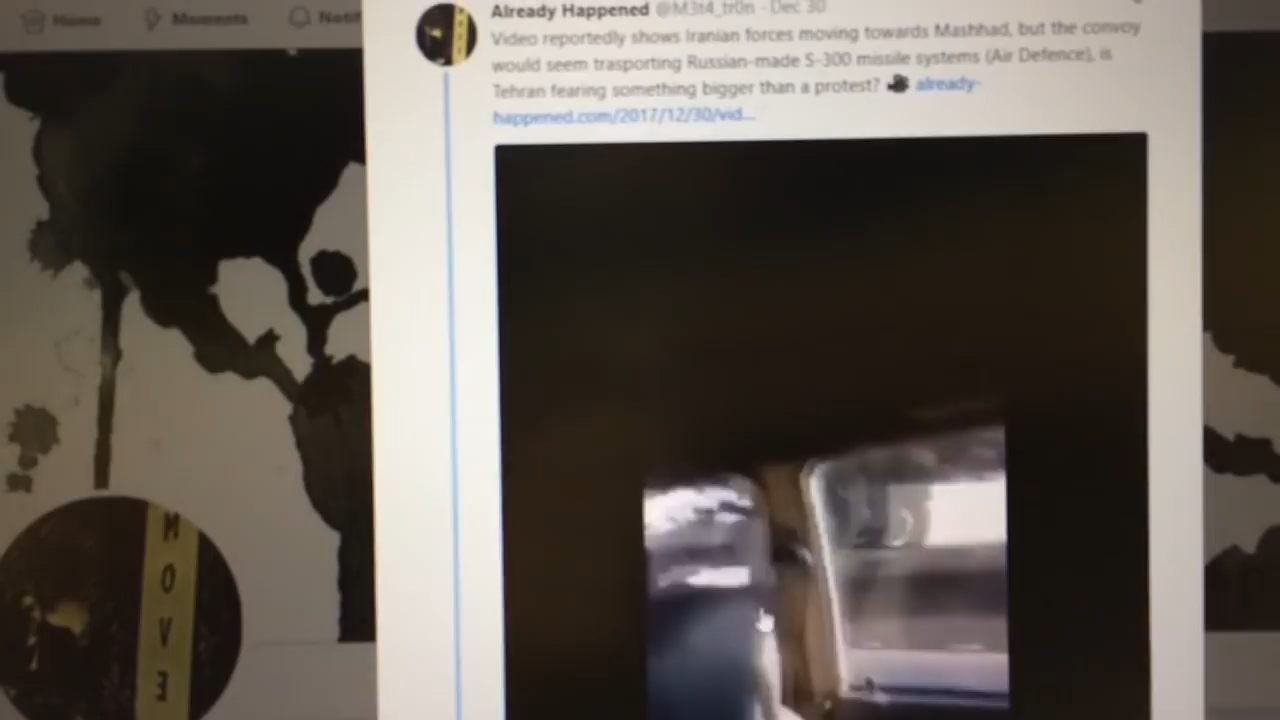 Home Moments Notif
Already Happened @M3t4_tr0n - Dec 30
Video reportedly shows Iranian forces moving towards Mashhad, but the convoy
would seem trasporting Russian-made S-300 missile systems (Air Defence), is
Tehran fearing something bigger than a protest? already-
happened.com/2017/12/30/vid...
MOVE